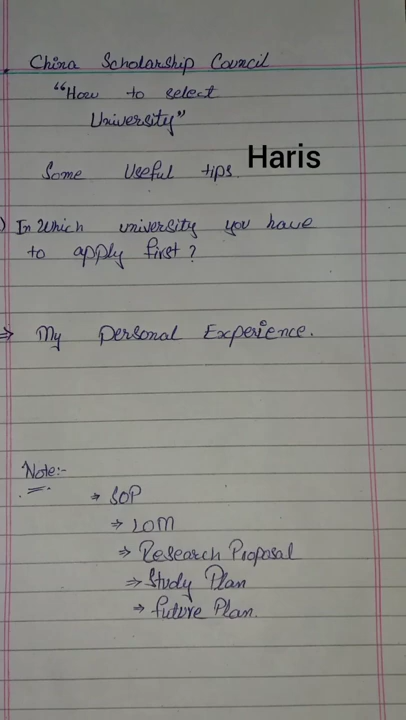 China Scholarship Council
"How to select
University"
Some Useful tips.
Haris
) In Which university you have
to apply first?
⇒ My Personal Experience.
Note:-
→ SOP
⇒ LOM
⇒ Research Proposal
⇒ Study Plan
⇒ future Plan.